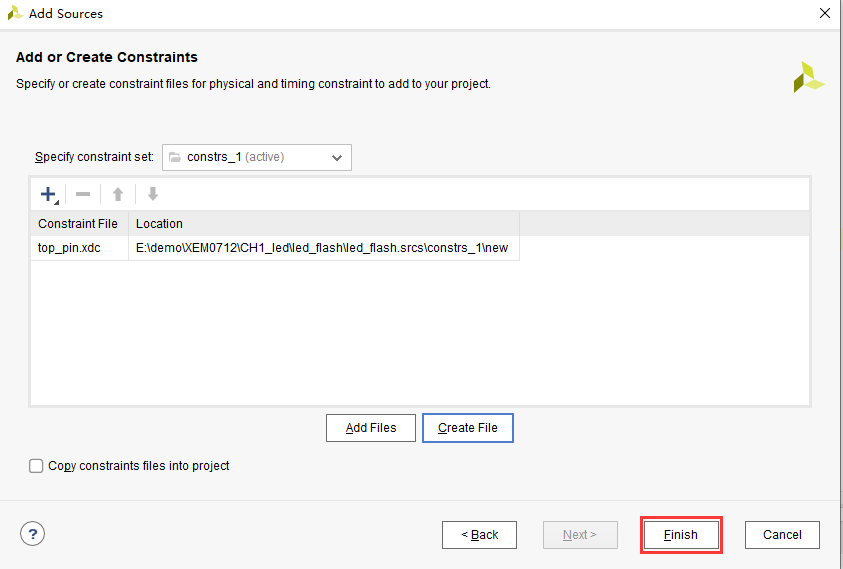 Add Sources
Add or Create Constraints
Specify or create constraint files for physical and timing constraint to add to your project.
Specify constraint set: constrs_1 (active)
Constraint File Location
top_pin.xdc E:\demo\XEM0712\CH1_led\led_flash\led_flash.srcs\constrs_1\new
Add Files Create File
Copy constraints files into project
? < Back Next > Finish Cancel